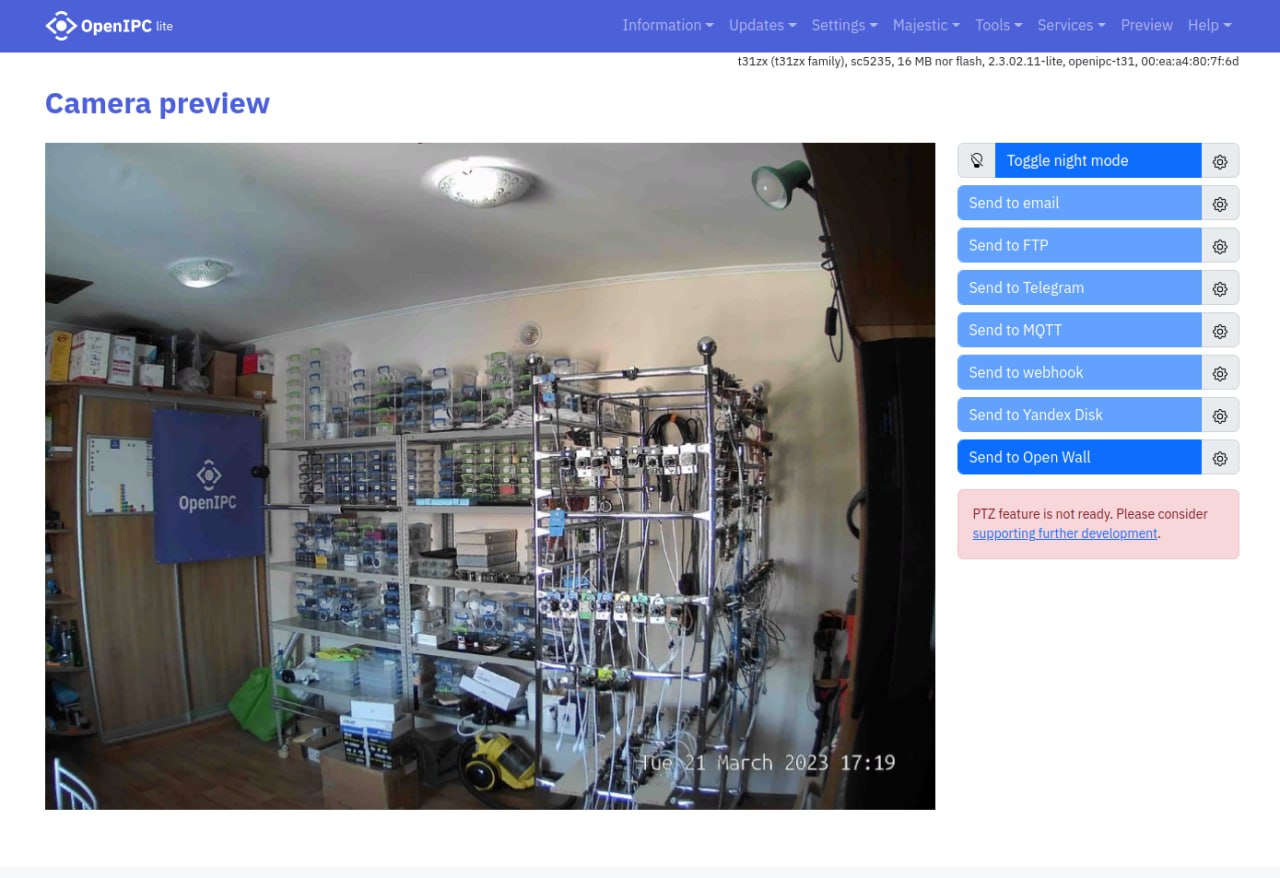 OpenIPC lite
Information Updates Settings Majestic Tools Services Preview Help
t31zx (t31zx family), sc5235, 16 MB nor flash, 2.3.02.11-lite, openipc-t31, 00:ea:a4:80:7f:6d
Camera preview
Toggle night mode
Send to email
Send to FTP
Send to Telegram
Send to MQTT
Send to webhook
Send to Yandex Disk
Send to Open Wall
PTZ feature is not ready. Please consider
supporting further development.
OpenIPC
Tue 21 March 2023 17:19